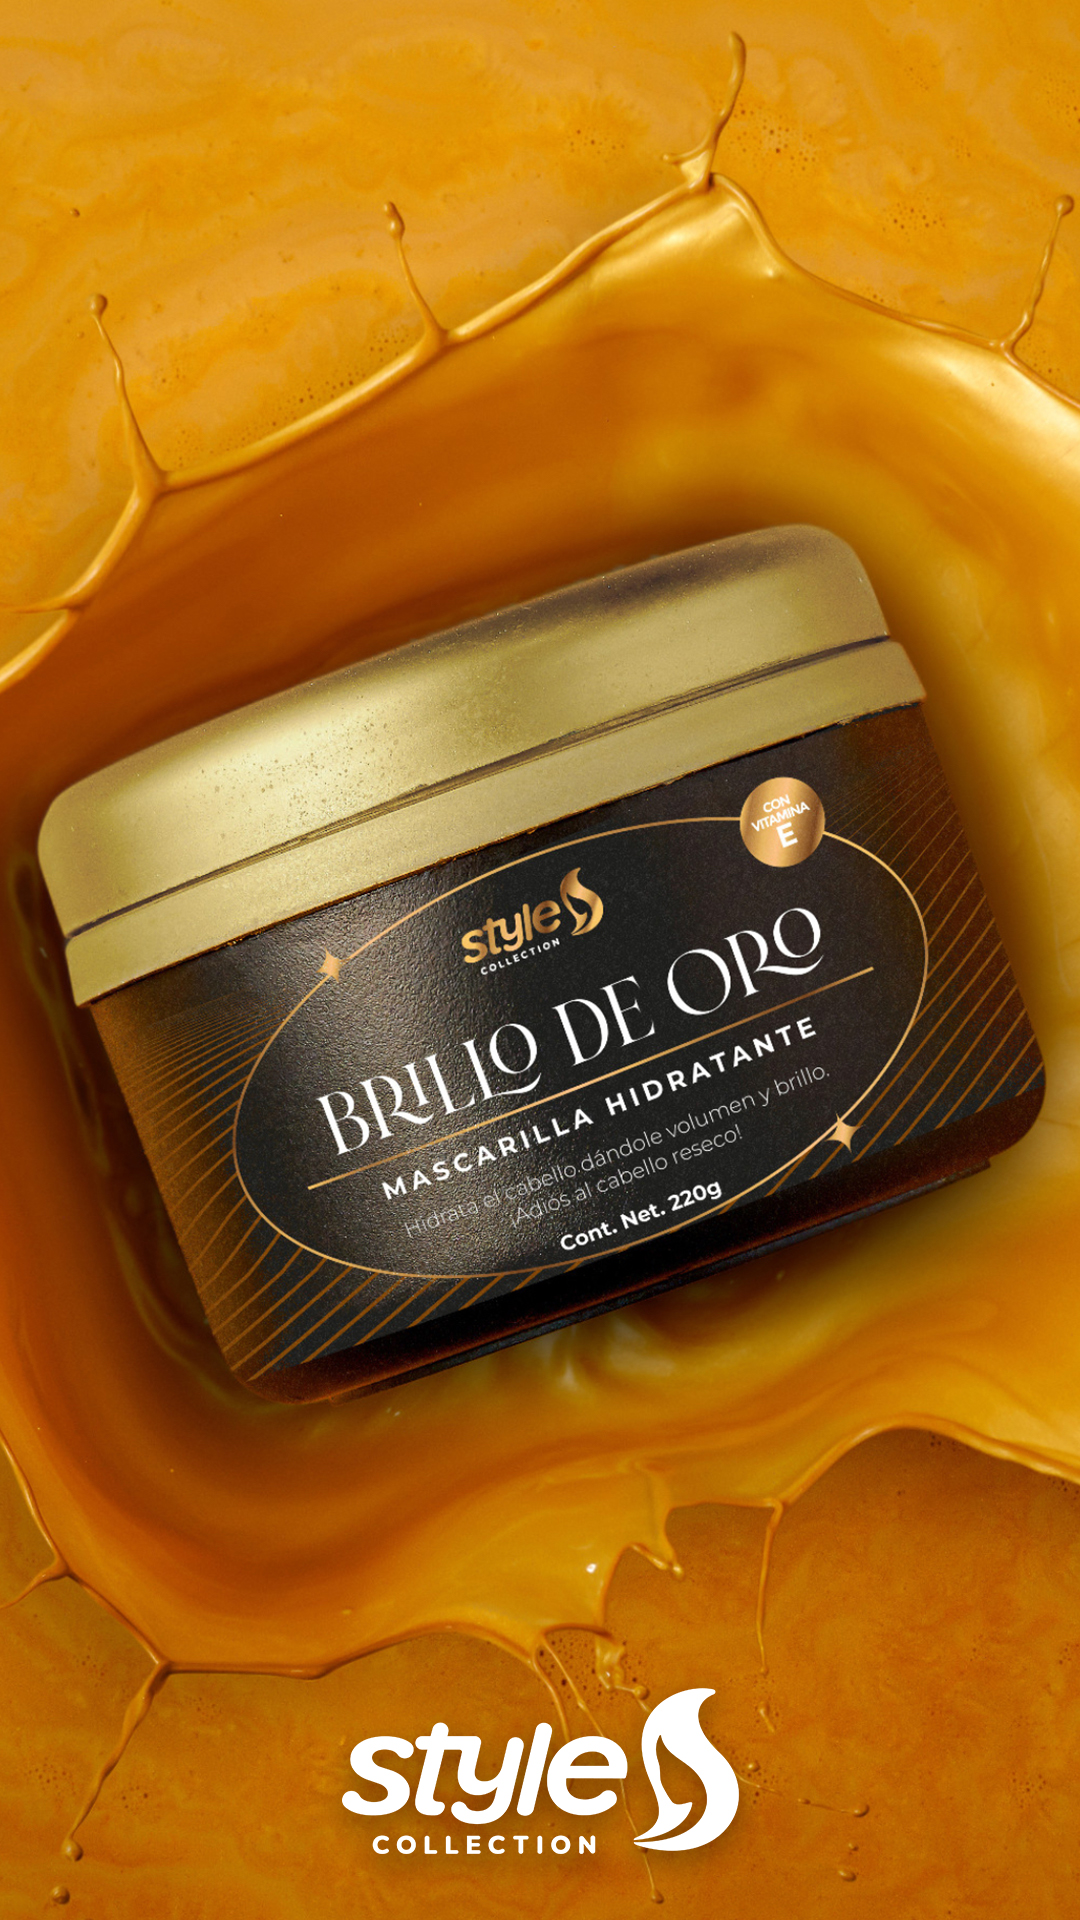 CON
VITAMINA
E
style
COLLECTION
BRILLO DE ORO
MASCARILLA HIDRATANTE
Hidrata el cabello dándole volumen y brillo.
¡Adiós al cabello reseco!
Cont. Net. 220g
style
COLLECTION